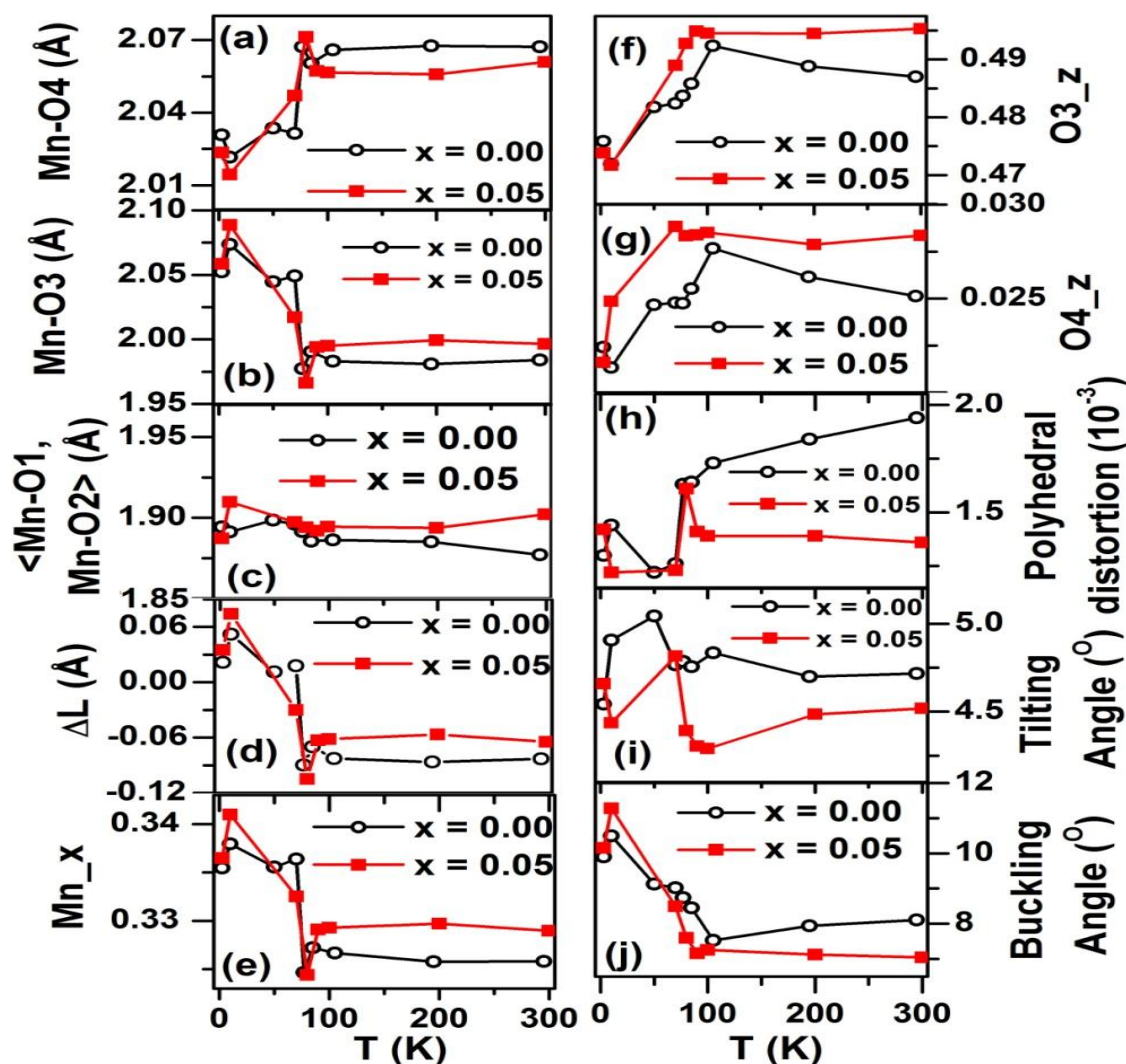 (a)
Mn-O4 (Å)
2.07
2.04
2.01
x = 0.00
x = 0.05
(b)
Mn-O3 (Å)
2.10
2.05
2.00
1.95
x = 0.00
x = 0.05
(c)
<Mn-O1,
Mn-O2> (Å)
1.95
1.90
1.85
x = 0.00
x = 0.05
(d)
ΔL (Å)
0.06
0.00
-0.06
-0.12
x = 0.00
x = 0.05
(e)
Mn_x
0.34
0.33
x = 0.00
x = 0.05
0 100 200 300
T (K)
(f)
O3_z
0.49
0.48
0.47
x = 0.00
x = 0.05
(g)
O4_z
0.030
0.025
x = 0.00
x = 0.05
(h)
Polyhedral
distortion (10⁻³)
2.0
1.5
x = 0.00
x = 0.05
(i)
Tilting
Angle (⁰)
5.0
4.5
x = 0.00
x = 0.05
(j)
Buckling
Angle (⁰)
12
10
8
x = 0.00
x = 0.05
0 100 200 300
T (K)